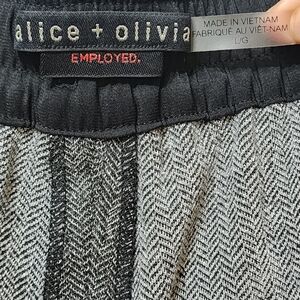 alice + olivia
EMPLOYED.
MADE IN VIETNAM
FABRIQUÉ AU VIÊT-NAM
L/G